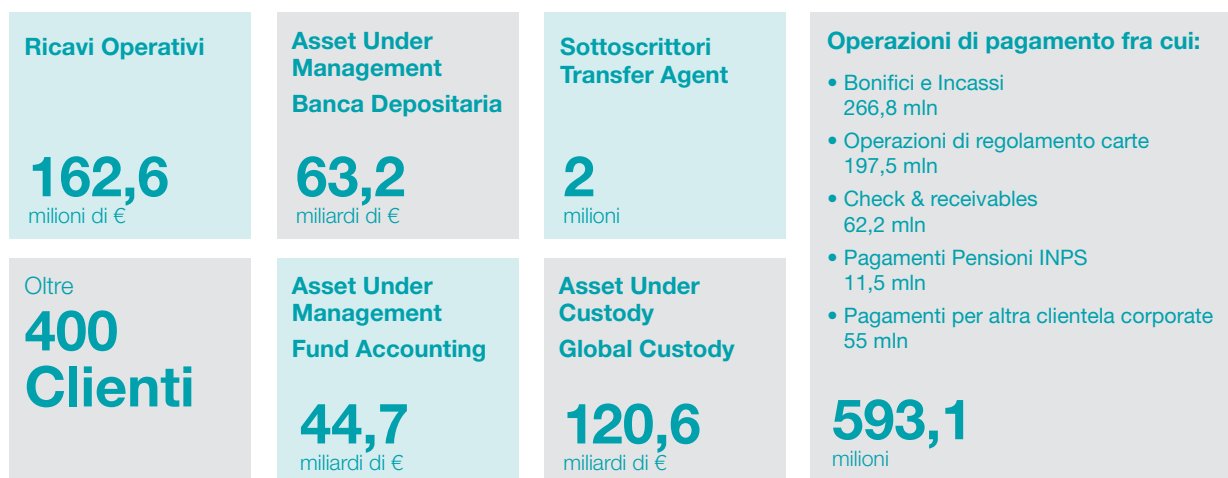 Ricavi Operativi
162,6
milioni di €
Asset Under
Management
Banca Depositaria
63,2
miliardi di €
Sottoscrittori
Transfer Agent
2
milioni
Operazioni di pagamento fra cui:
• Bonifici e Incassi
266,8 mln
• Operazioni di regolamento carte
197,5 mln
• Check & receivables
62,2 mln
• Pagamenti Pensioni INPS
11,5 mln
• Pagamenti per altra clientela corporate
55 mln
593,1
milioni
Oltre
400
Clienti
Asset Under
Management
Fund Accounting
44,7
miliardi di €
Asset Under
Custody
Global Custody
120,6
miliardi di €